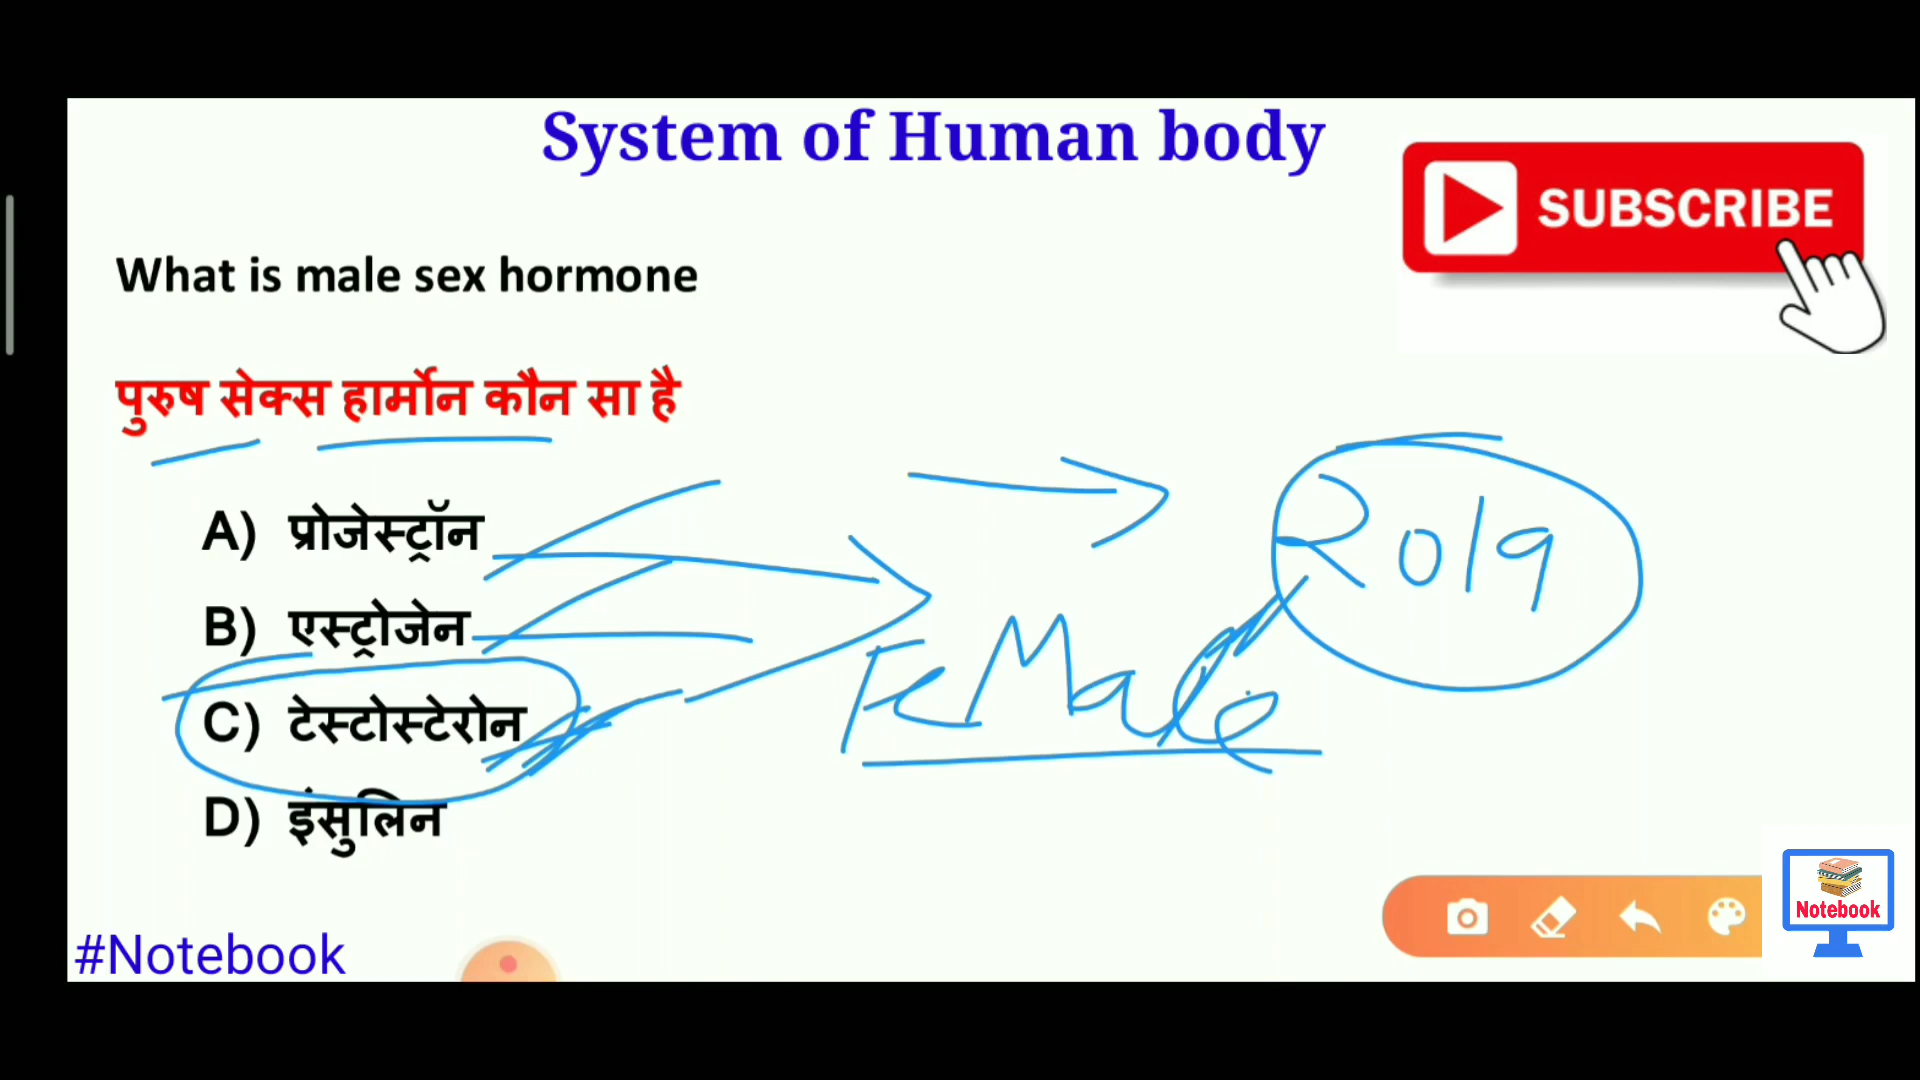 System of Human body
SUBSCRIBE
What is male sex hormone
पुरुष सेक्स हार्मोन कौन सा है
A) प्रोजेस्ट्रॉन
B) एस्ट्रोजेन
C) टेस्टोस्टेरोन
D) इंसुलिन
2019
FeMale
Notebook
#Notebook